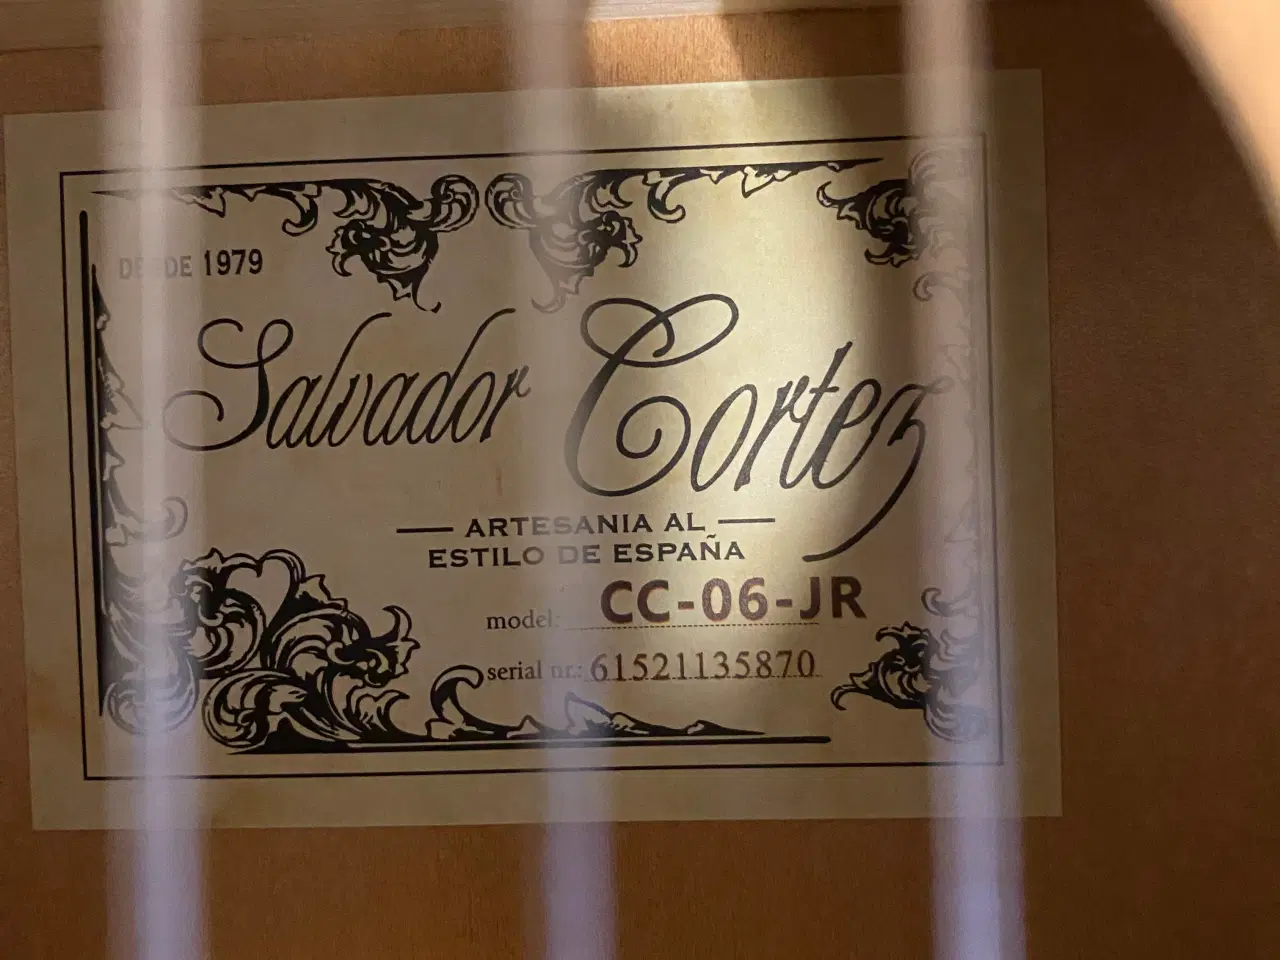 DESDE 1979
Salvador Cortez
ARTESANIA AL
ESTILO DE ESPAÑA
model: CC-06-JR
serial nr.: 61521135870